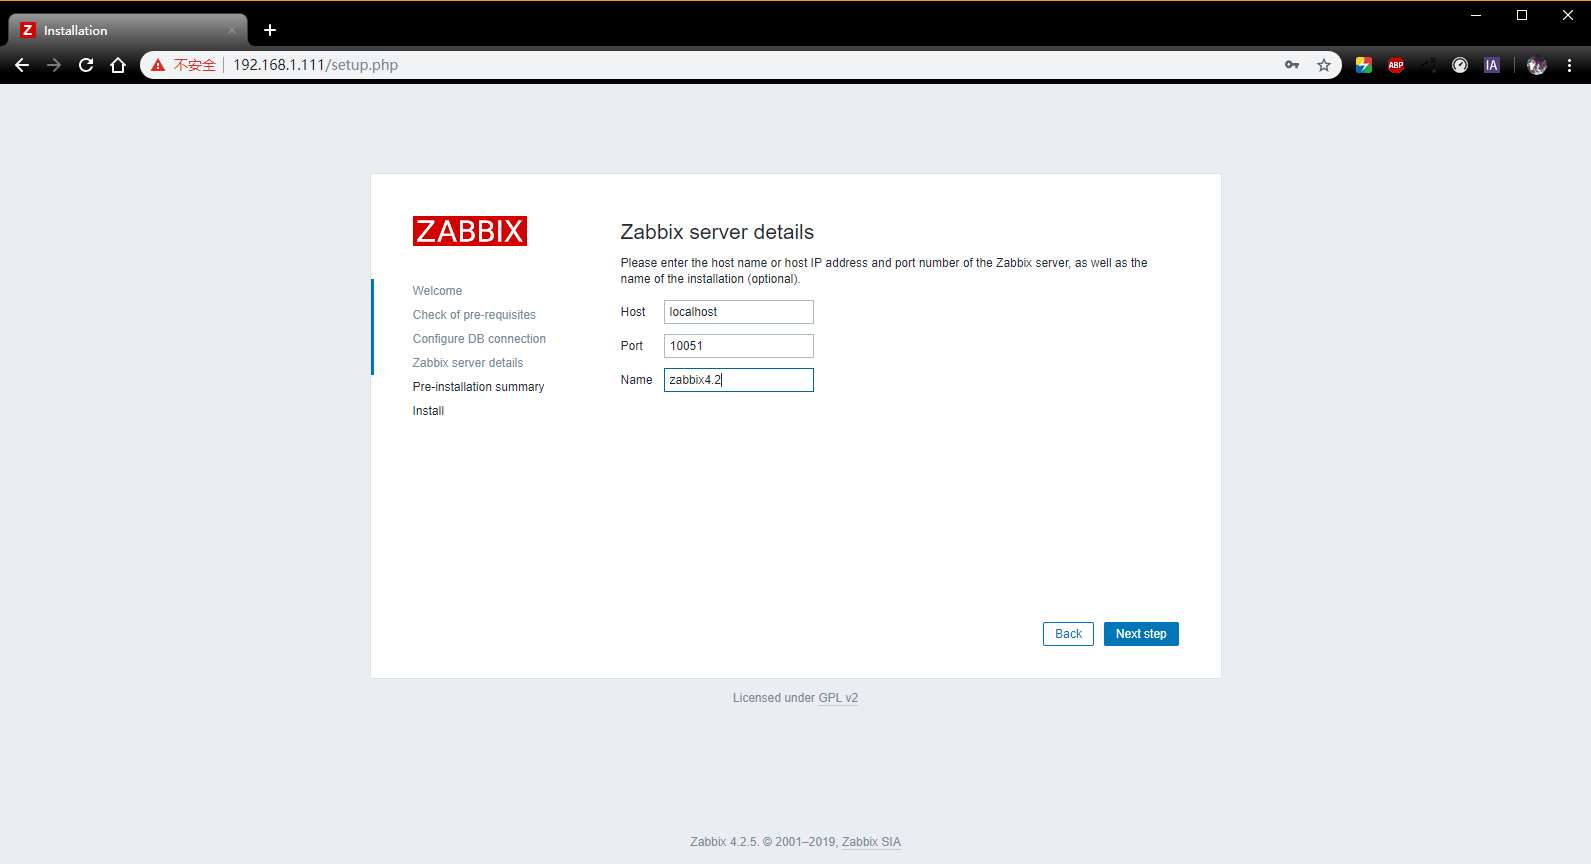 Z Installation
不安全 192.168.1.111/setup.php
ABP
IA
ZABBIX
Welcome
Check of pre-requisites
Configure DB connection
Zabbix server details
Pre-installation summary
Install
Zabbix server details
Please enter the host name or host IP address and port number of the Zabbix server, as well as the
name of the installation (optional).
Host localhost
Port 10051
Name zabbix4.2
Back Next step
Licensed under GPL v2
Zabbix 4.2.5. © 2001–2019, Zabbix SIA